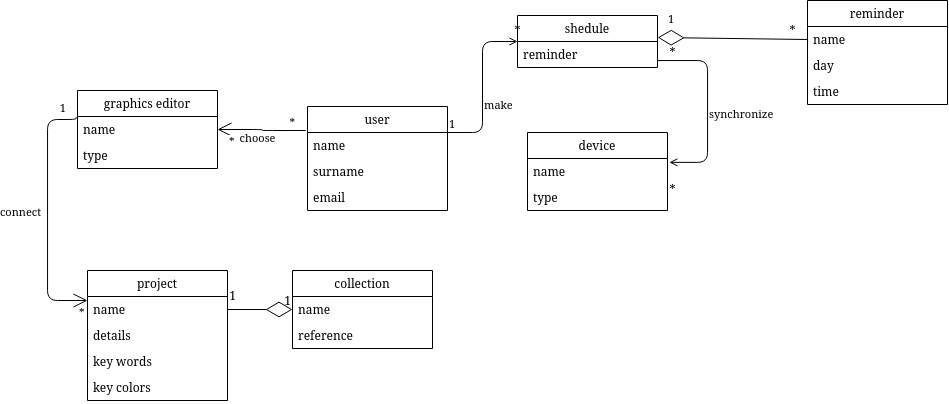 reminder
name
day
time
1
*
shedule
reminder
*
*
make
synchronize
graphics editor
name
type
1
*
choose
*
user
name
surname
email
1
device
name
type
*
connect
project
name
details
key words
key colors
*
1
1
collection
name
reference